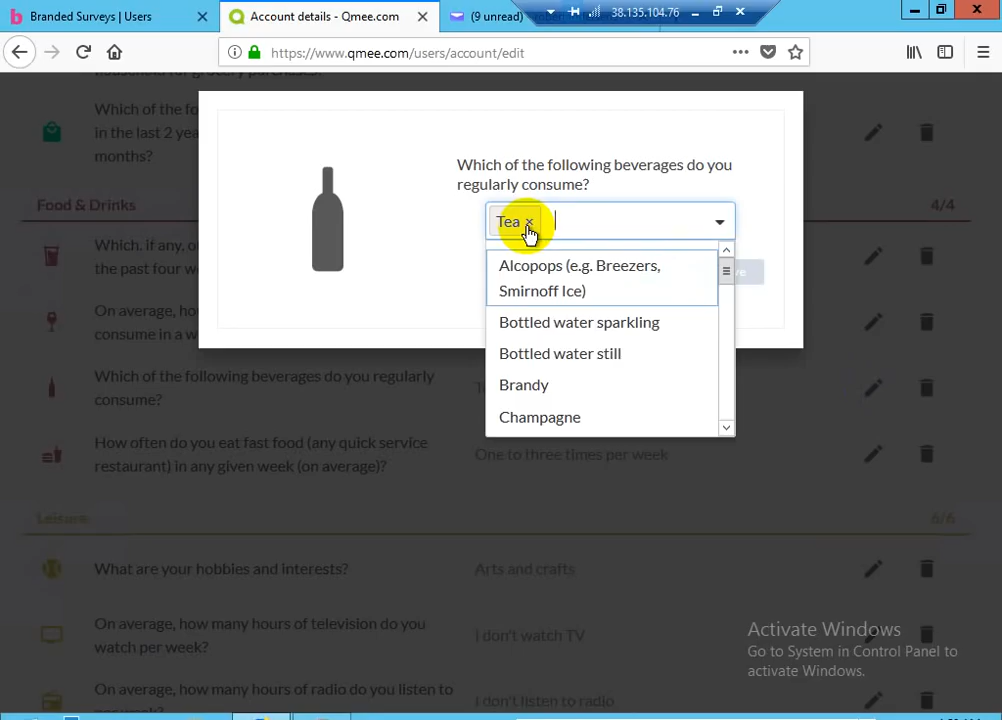 Branded Surveys | Users
Account details - Qmee.com
(9 unread)
38.135.104.76
https://www.qmee.com/users/account/edit
household for grocery purchases?
Which of the fo
in the last 2 yea
months?
Food & Drinks
4/4
Which, if any, o
the past four we
On average, how
consume in a w
Which of the following beverages do you regularly
consume?
How often do you eat fast food (any quick service
restaurant) in any given week (on average)?
One to three times per week
Leisure
6/6
What are your hobbies and interests?
Arts and crafts
On average, how many hours of television do you
watch per week?
I don't watch TV
On average, how many hours of radio do you listen to
I don't listen to radio
Which of the following beverages do you
regularly consume?
Tea ×
Alcopops (e.g. Breezers,
Smirnoff Ice)
Bottled water sparkling
Bottled water still
Brandy
Champagne
ve
Activate Windows
Go to System in Control Panel to
activate Windows.